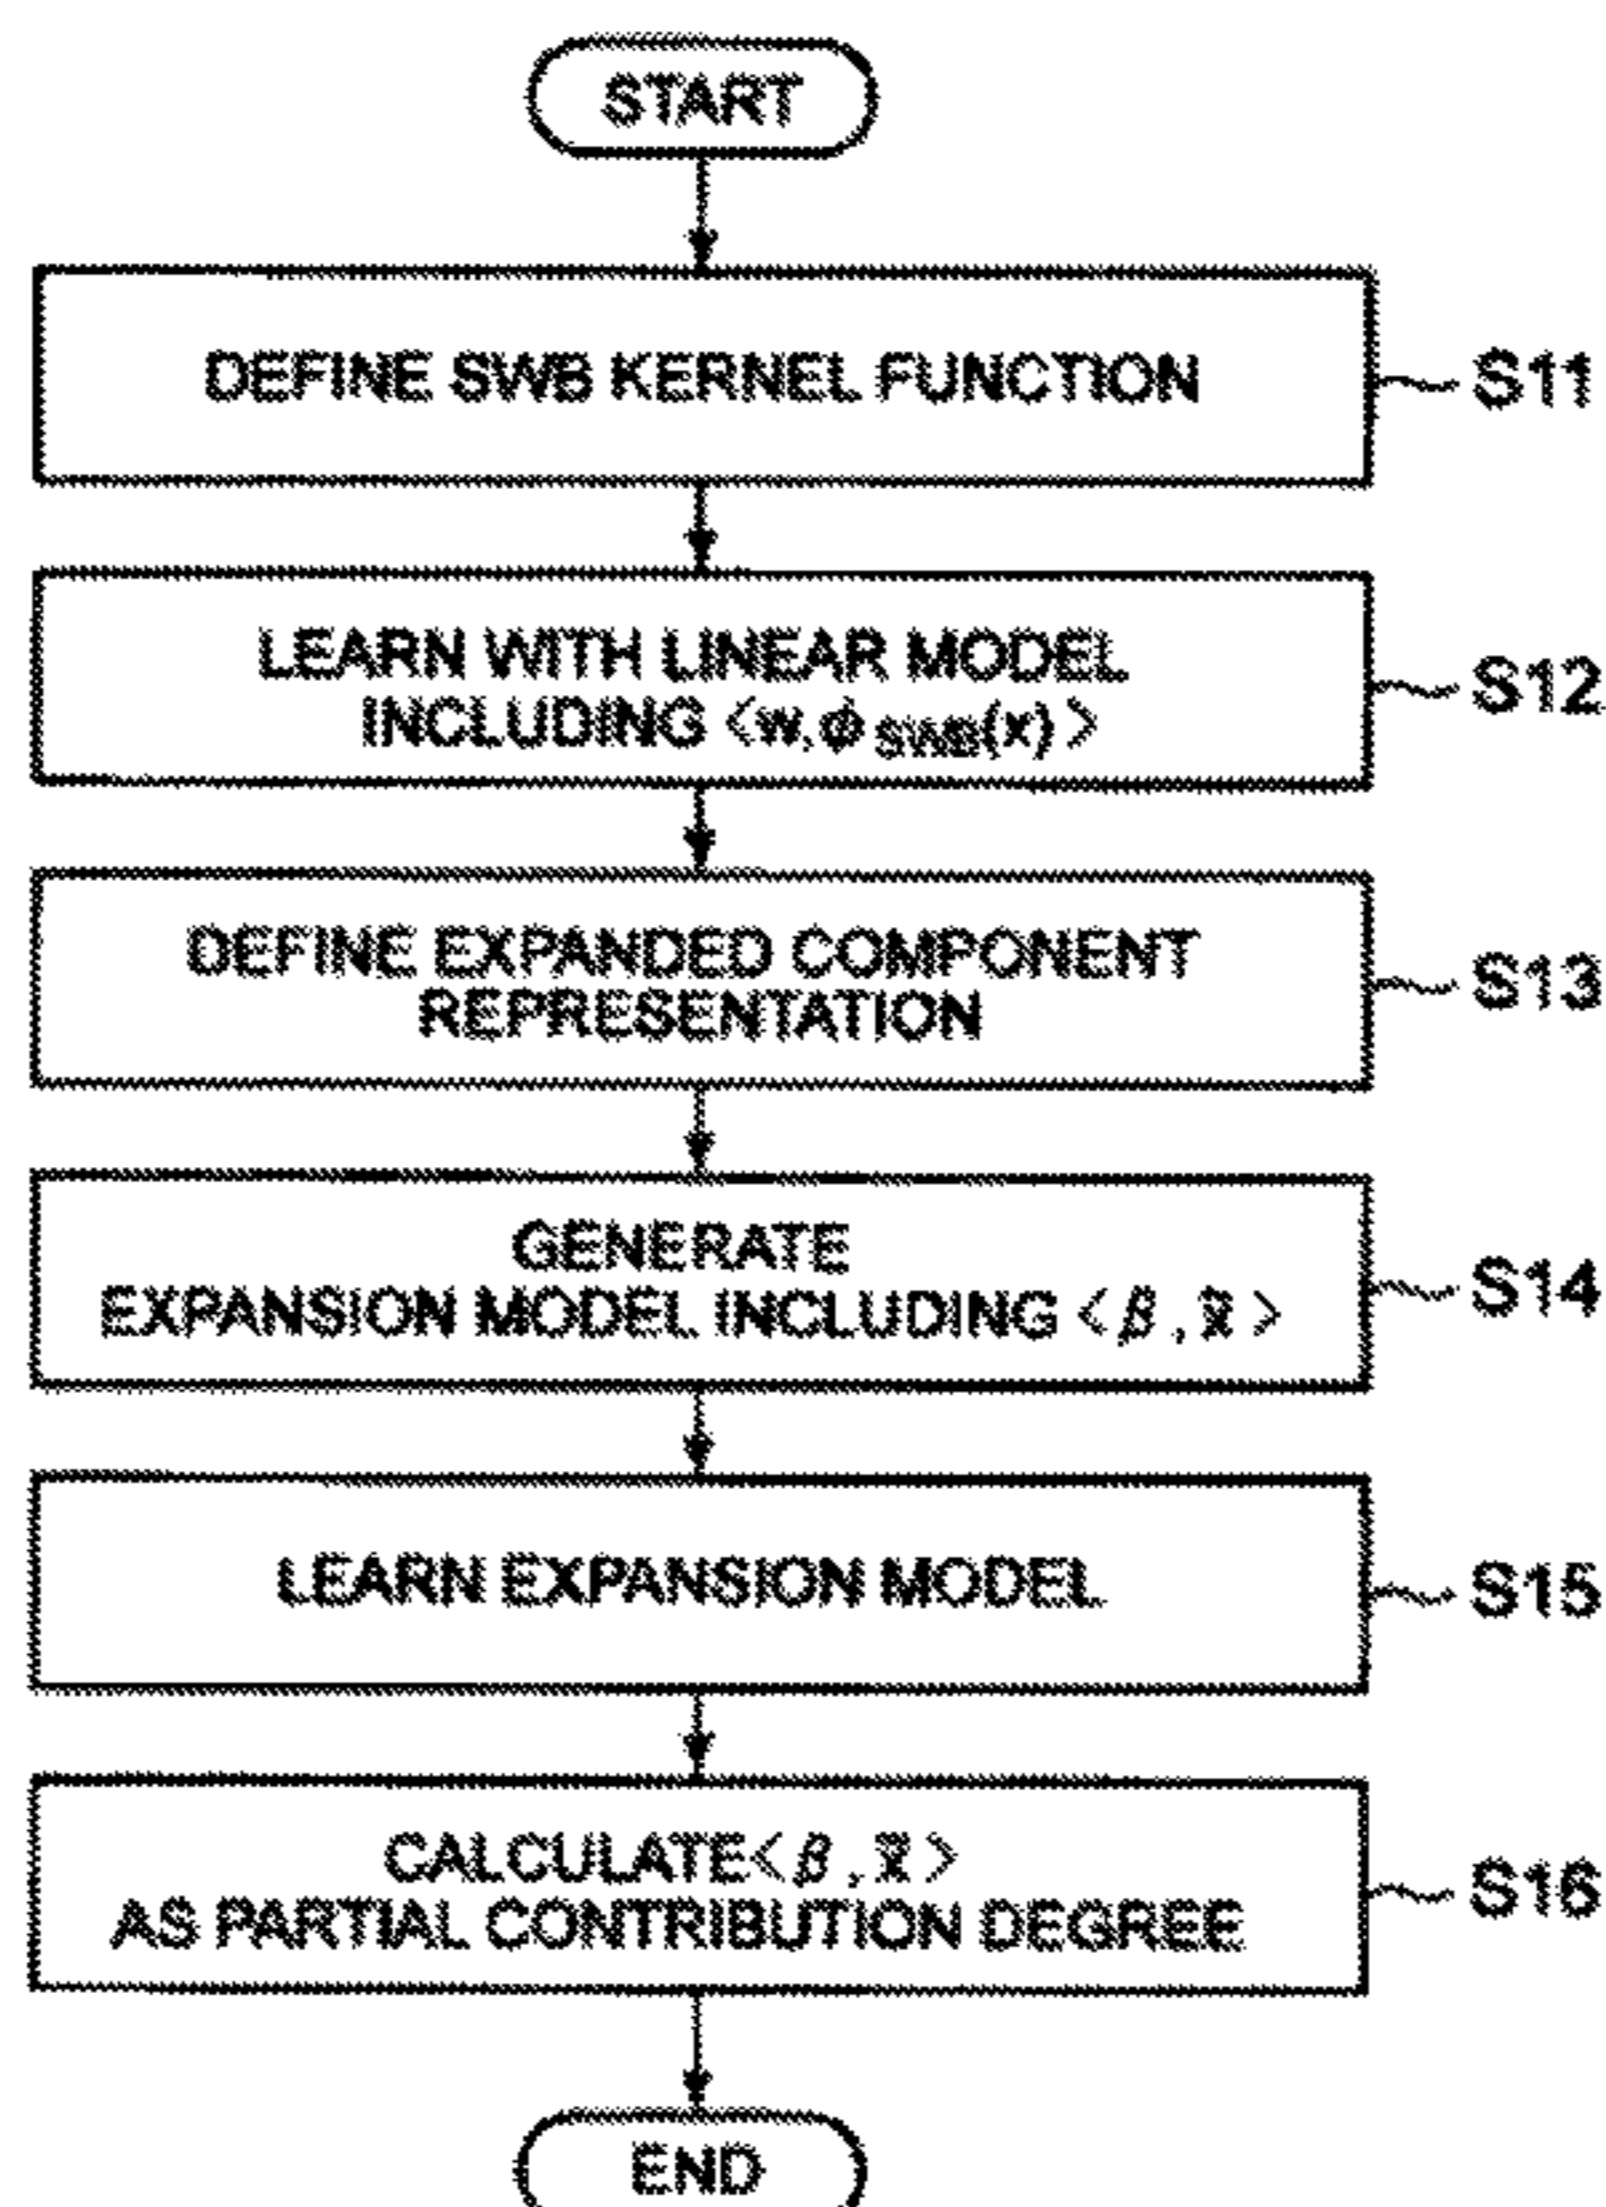 START
DEFINE SWB KERNEL FUNCTION
S11
LEARN WITH LINEAR MODEL
INCLUDING <w,ϕSWB(x)>
S12
DEFINE EXPANDED COMPONENT
REPRESENTATION
S13
GENERATE
EXPANSION MODEL INCLUDING <β, x̃>
S14
LEARN EXPANSION MODEL
S15
CALCULATE<β, x̃>
AS PARTIAL CONTRIBUTION DEGREE
S16
END